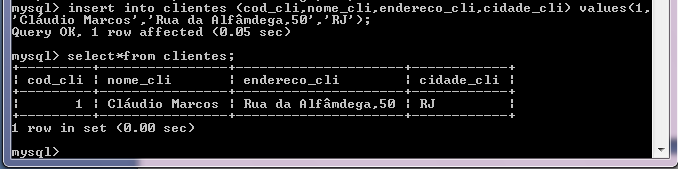 mysql> insert into clientes (cod_cli,nome_cli,endereco_cli,cidade_cli) values(1,
'Cláudio Marcos','Rua da Alfâmdega,50','RJ');
Query OK, 1 row affected (0.05 sec)
mysql> select*from clientes;
+---------+----------------+---------------------+------------+
| cod_cli | nome_cli       | endereco_cli        | cidade_cli |
+---------+----------------+---------------------+------------+
|       1 | Cláudio Marcos | Rua da Alfâmdega,50 | RJ         |
+---------+----------------+---------------------+------------+
1 row in set (0.00 sec)
mysql>